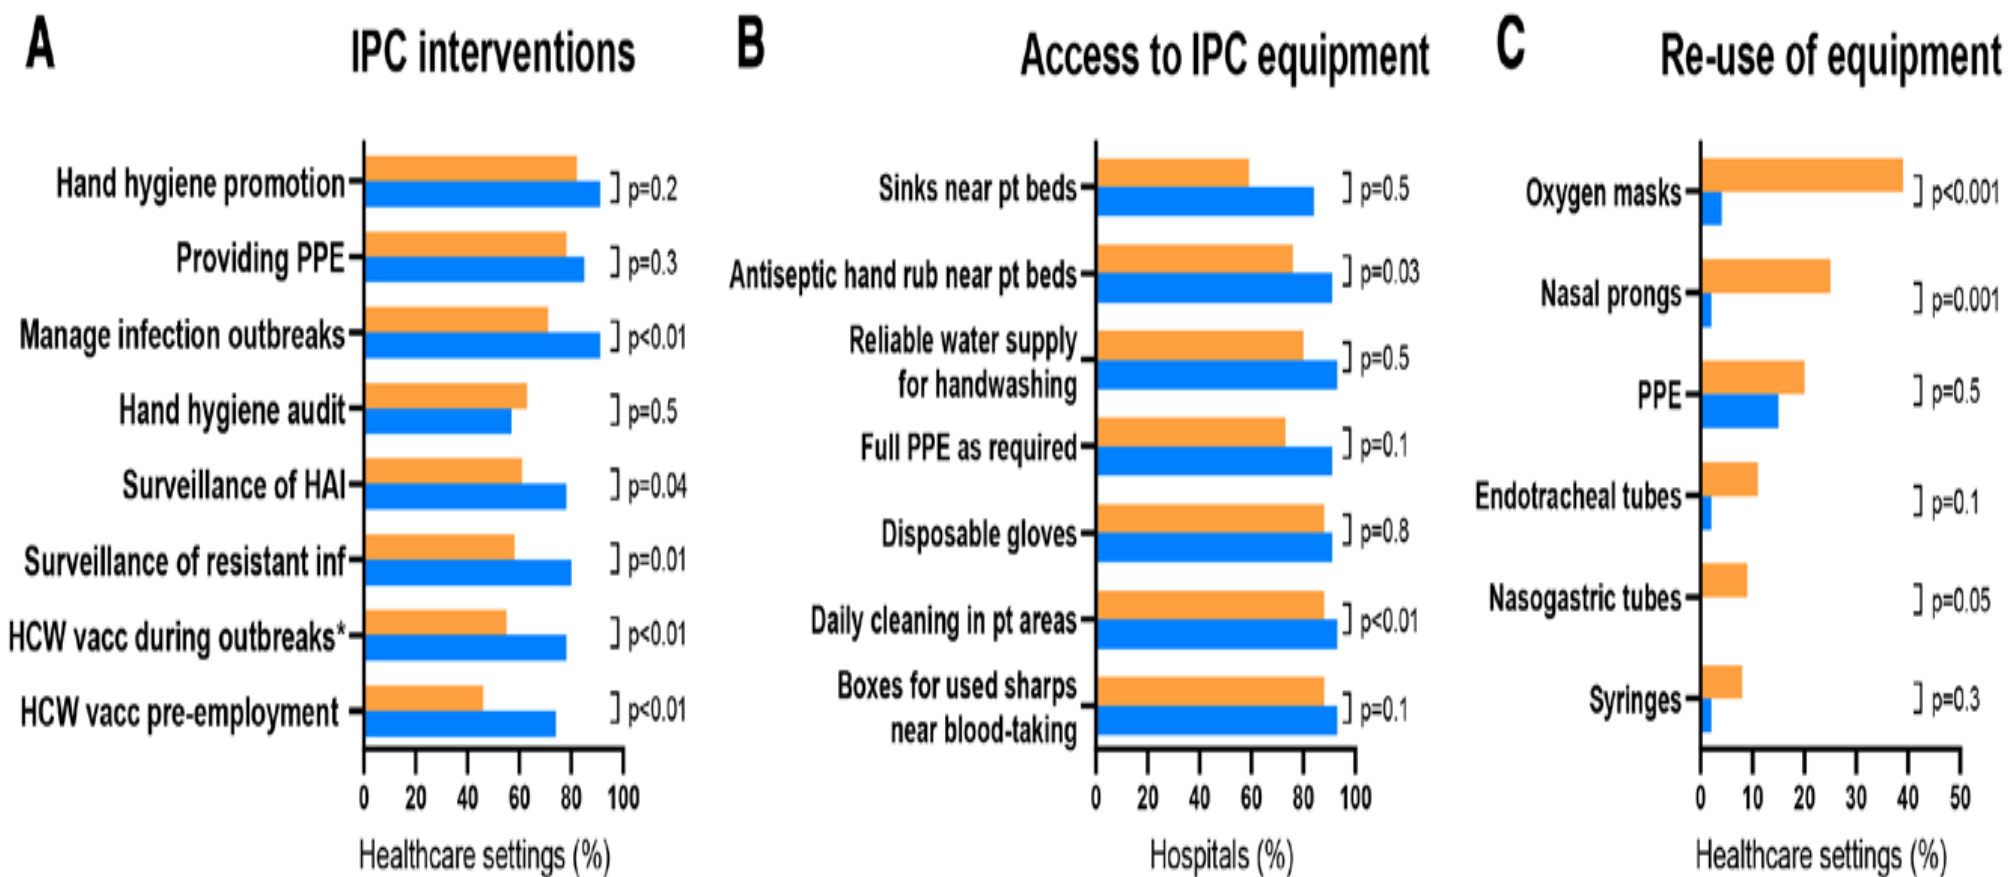 A
IPC interventions
Hand hygiene promotion
p=0.2
Providing PPE
p=0.3
Manage infection outbreaks
p<0.01
Hand hygiene audit
p=0.5
Surveillance of HAI
p=0.04
Surveillance of resistant inf
p=0.01
HCW vacc during outbreaks*
p<0.01
HCW vacc pre-employment
p<0.01
0 20 40 60 80 100
Healthcare settings (%)
B
Access to IPC equipment
Sinks near pt beds
p=0.5
Antiseptic hand rub near pt beds
p=0.03
Reliable water supply
for handwashing
p=0.5
Full PPE as required
p=0.1
Disposable gloves
p=0.8
Daily cleaning in pt areas
p<0.01
Boxes for used sharps
near blood-taking
p=0.1
0 20 40 60 80 100
Hospitals (%)
C
Re-use of equipment
Oxygen masks
p<0.001
Nasal prongs
p=0.001
PPE
p=0.5
Endotracheal tubes
p=0.1
Nasogastric tubes
p=0.05
Syringes
p=0.3
0 10 20 30 40 50
Healthcare settings (%)